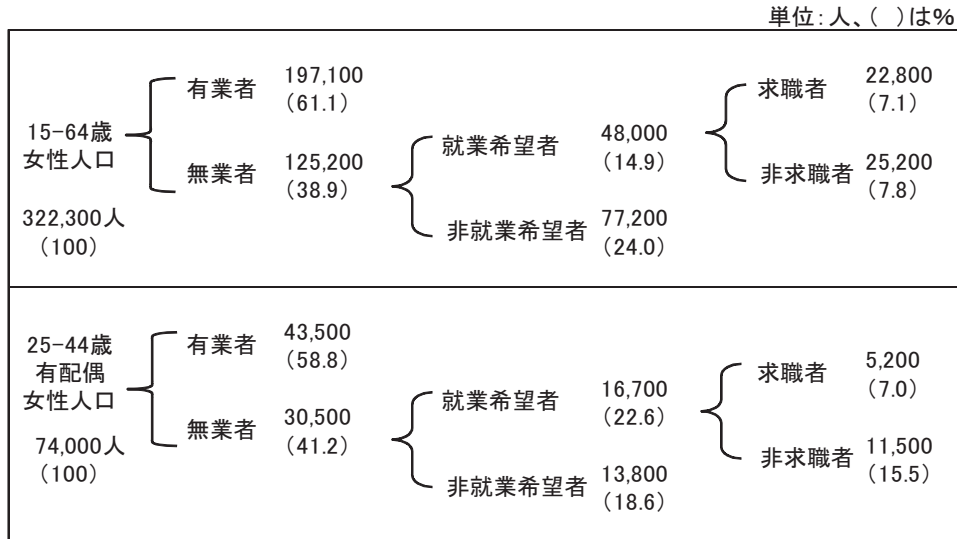 単位：人、（　）は%
15-64歳
女性人口
322,300人
（100）
有業者 197,100
（61.1）
無業者 125,200
（38.9）
就業希望者 48,000
（14.9）
非就業希望者 77,200
（24.0）
求職者 22,800
（7.1）
非求職者 25,200
（7.8）
25-44歳
有配偶
女性人口
74,000人
（100）
有業者 43,500
（58.8）
無業者 30,500
（41.2）
就業希望者 16,700
（22.6）
非就業希望者 13,800
（18.6）
求職者 5,200
（7.0）
非求職者 11,500
（15.5）